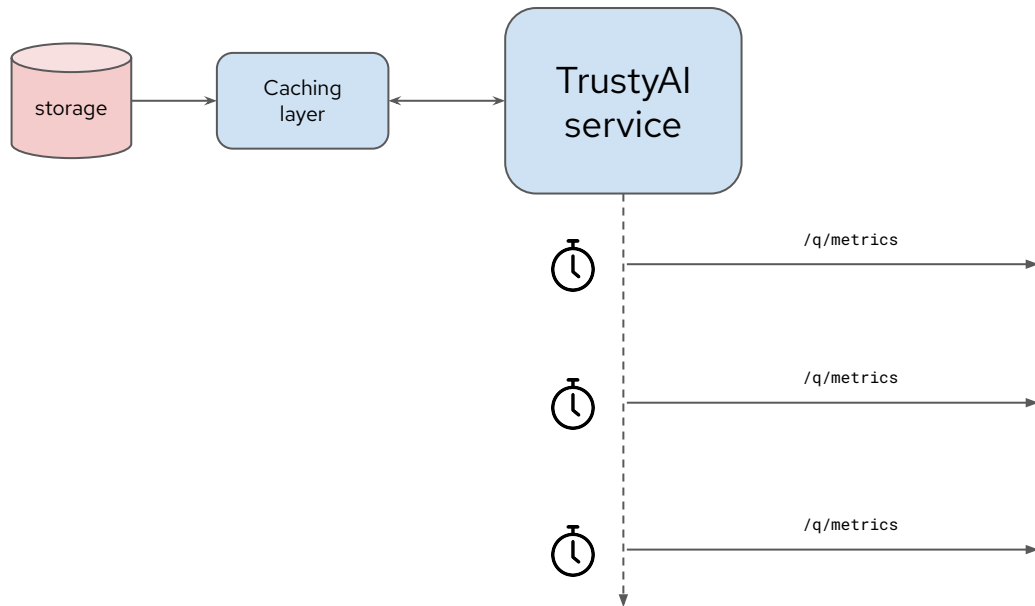 storage
Caching
layer
TrustyAI
service
/q/metrics
/q/metrics
/q/metrics